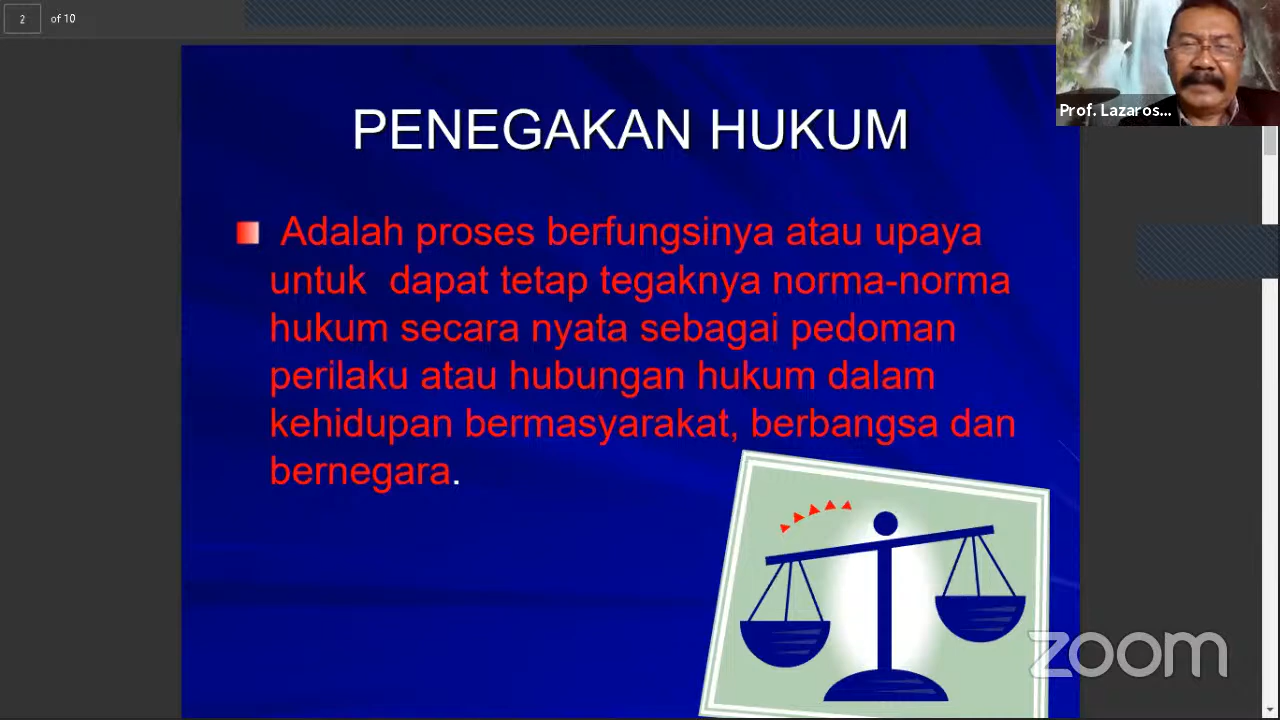 2 of 10
Prof. Lazaros...
PENEGAKAN HUKUM
Adalah proses berfungsinya atau upaya
untuk dapat tetap tegaknya norma-norma
hukum secara nyata sebagai pedoman
perilaku atau hubungan hukum dalam
kehidupan bermasyarakat, berbangsa dan
bernegara.
zoom